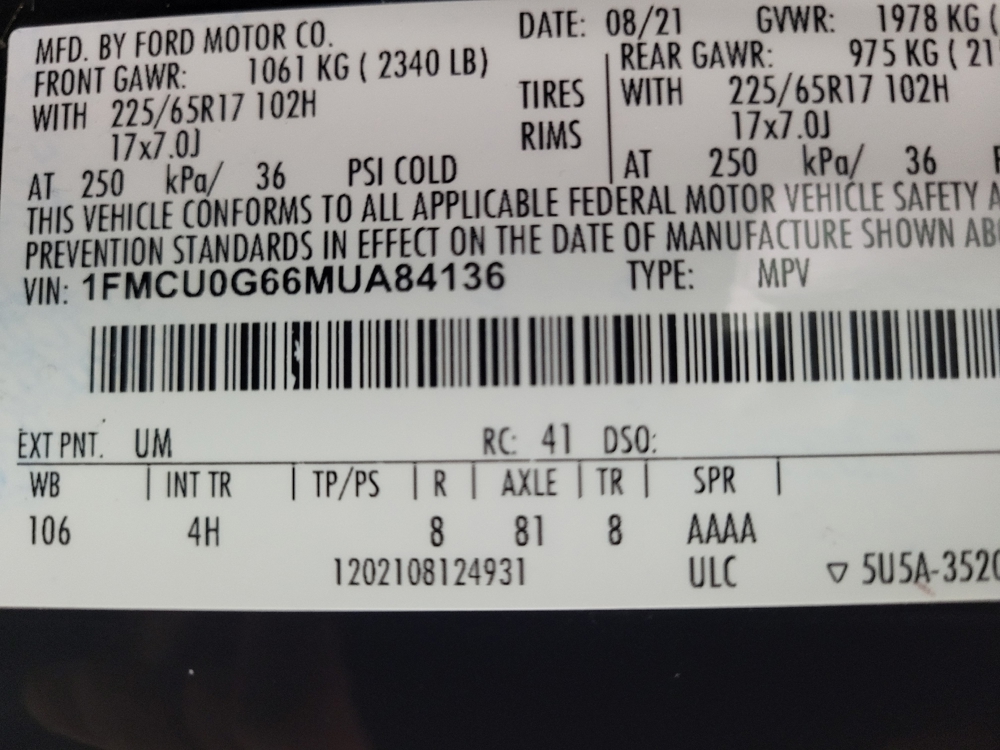 MFD. BY FORD MOTOR CO. DATE: 08/21 GVWR: 1978 KG (
FRONT GAWR: 1061 KG ( 2340 LB) REAR GAWR: 975 KG ( 21
WITH 225/65R17 102H TIRES WITH 225/65R17 102H
17x7.0J RIMS 17x7.0J
AT 250 kPa/ 36 PSI COLD AT 250 kPa/ 36
THIS VEHICLE CONFORMS TO ALL APPLICABLE FEDERAL MOTOR VEHICLE SAFETY A
PREVENTION STANDARDS IN EFFECT ON THE DATE OF MANUFACTURE SHOWN AB
VIN: 1FMCU0G66MUA84136 TYPE: MPV
EXT PNT. UM RC: 41 DSO:
WB | INT TR | TP/PS | R | AXLE | TR | SPR |
106 4H 8 81 8 AAAA
1202108124931 ULC ▽ 5U5A-3520